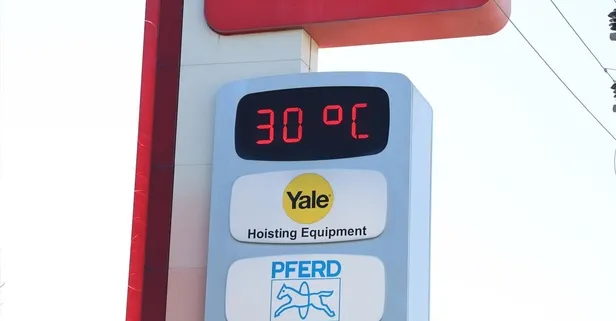 30 °C
Yale
Hoisting Equipment
PFERD